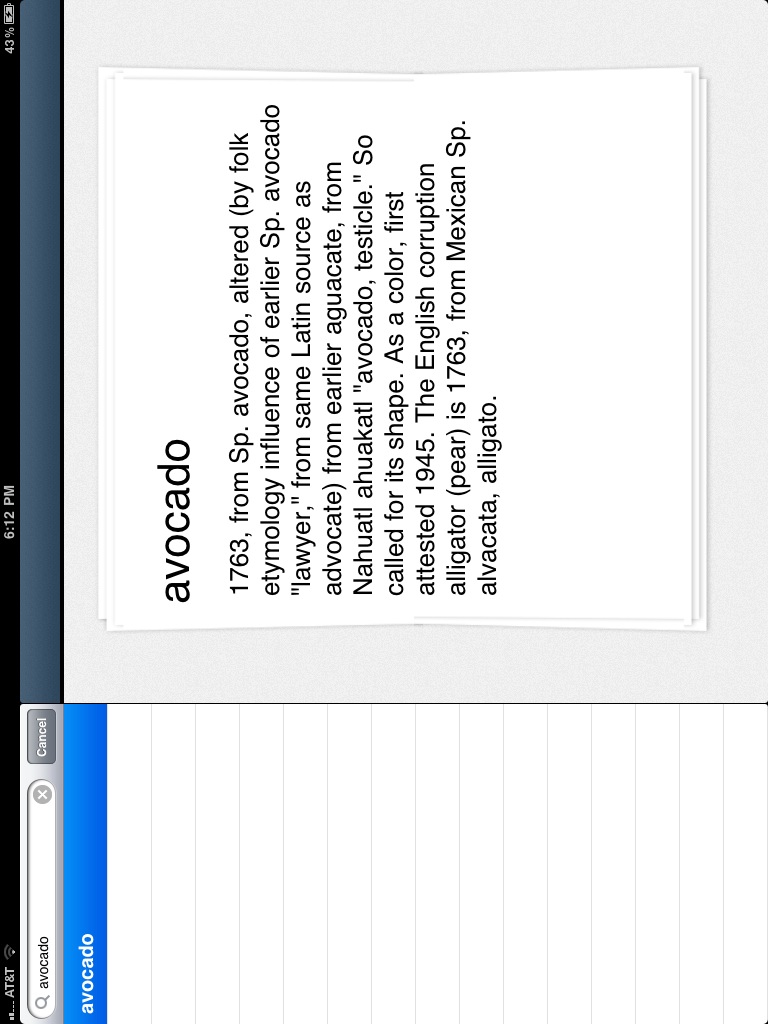 AT&T 6:12 PM 43%
avocado Cancel
avocado
avocado
1763, from Sp. avocado, altered (by folk
etymology influence of earlier Sp. avocado
"lawyer," from same Latin source as
advocate) from earlier aguacate, from
Nahuatl ahuakatl "avocado, testicle." So
called for its shape. As a color, first
attested 1945. The English corruption
alligator (pear) is 1763, from Mexican Sp.
alvacata, alligato.